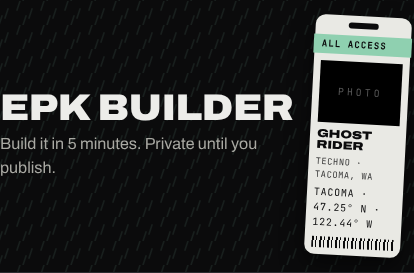 EPK BUILDER
Build it in 5 minutes. Private until you
publish.
ALL ACCESS
PHOTO
GHOST
RIDER
TECHNO ·
TACOMA, WA
TACOMA ·
47.25° N ·
122.44° W